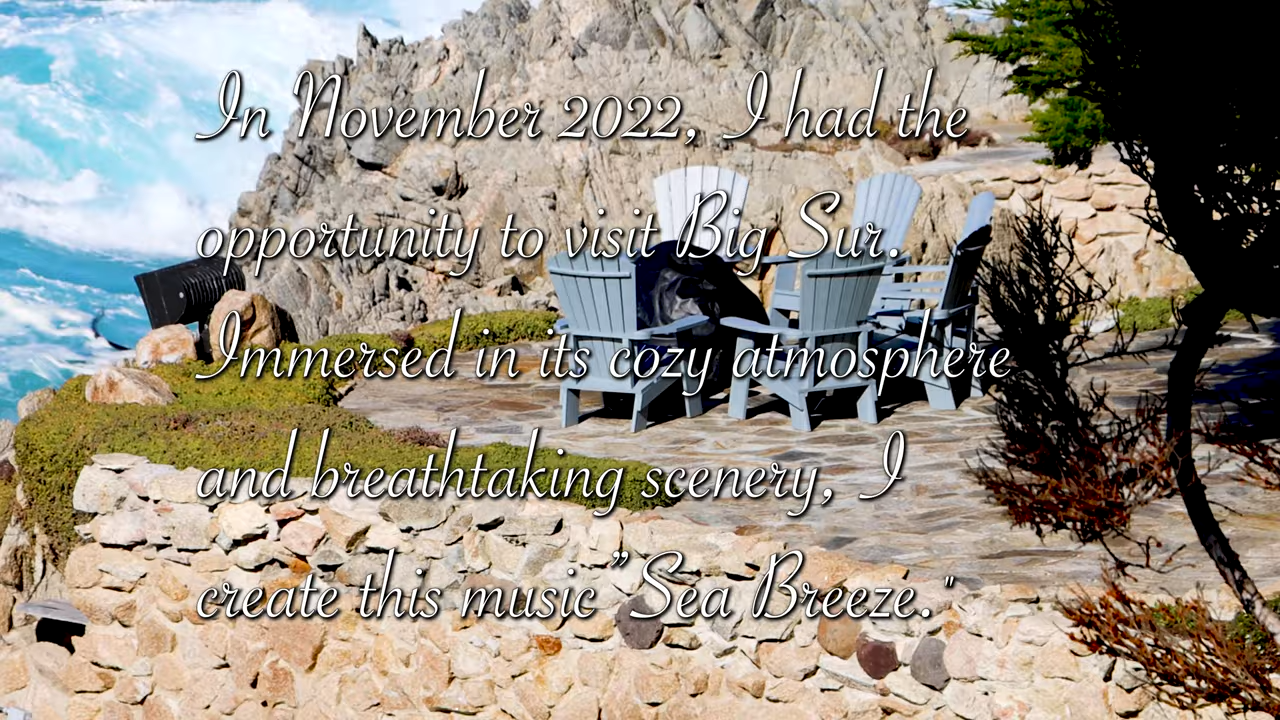 In November 2022, I had the
opportunity to visit Big Sur.
Immersed in its cozy atmosphere
and breathtaking scenery, I
create this music "Sea Breeze."